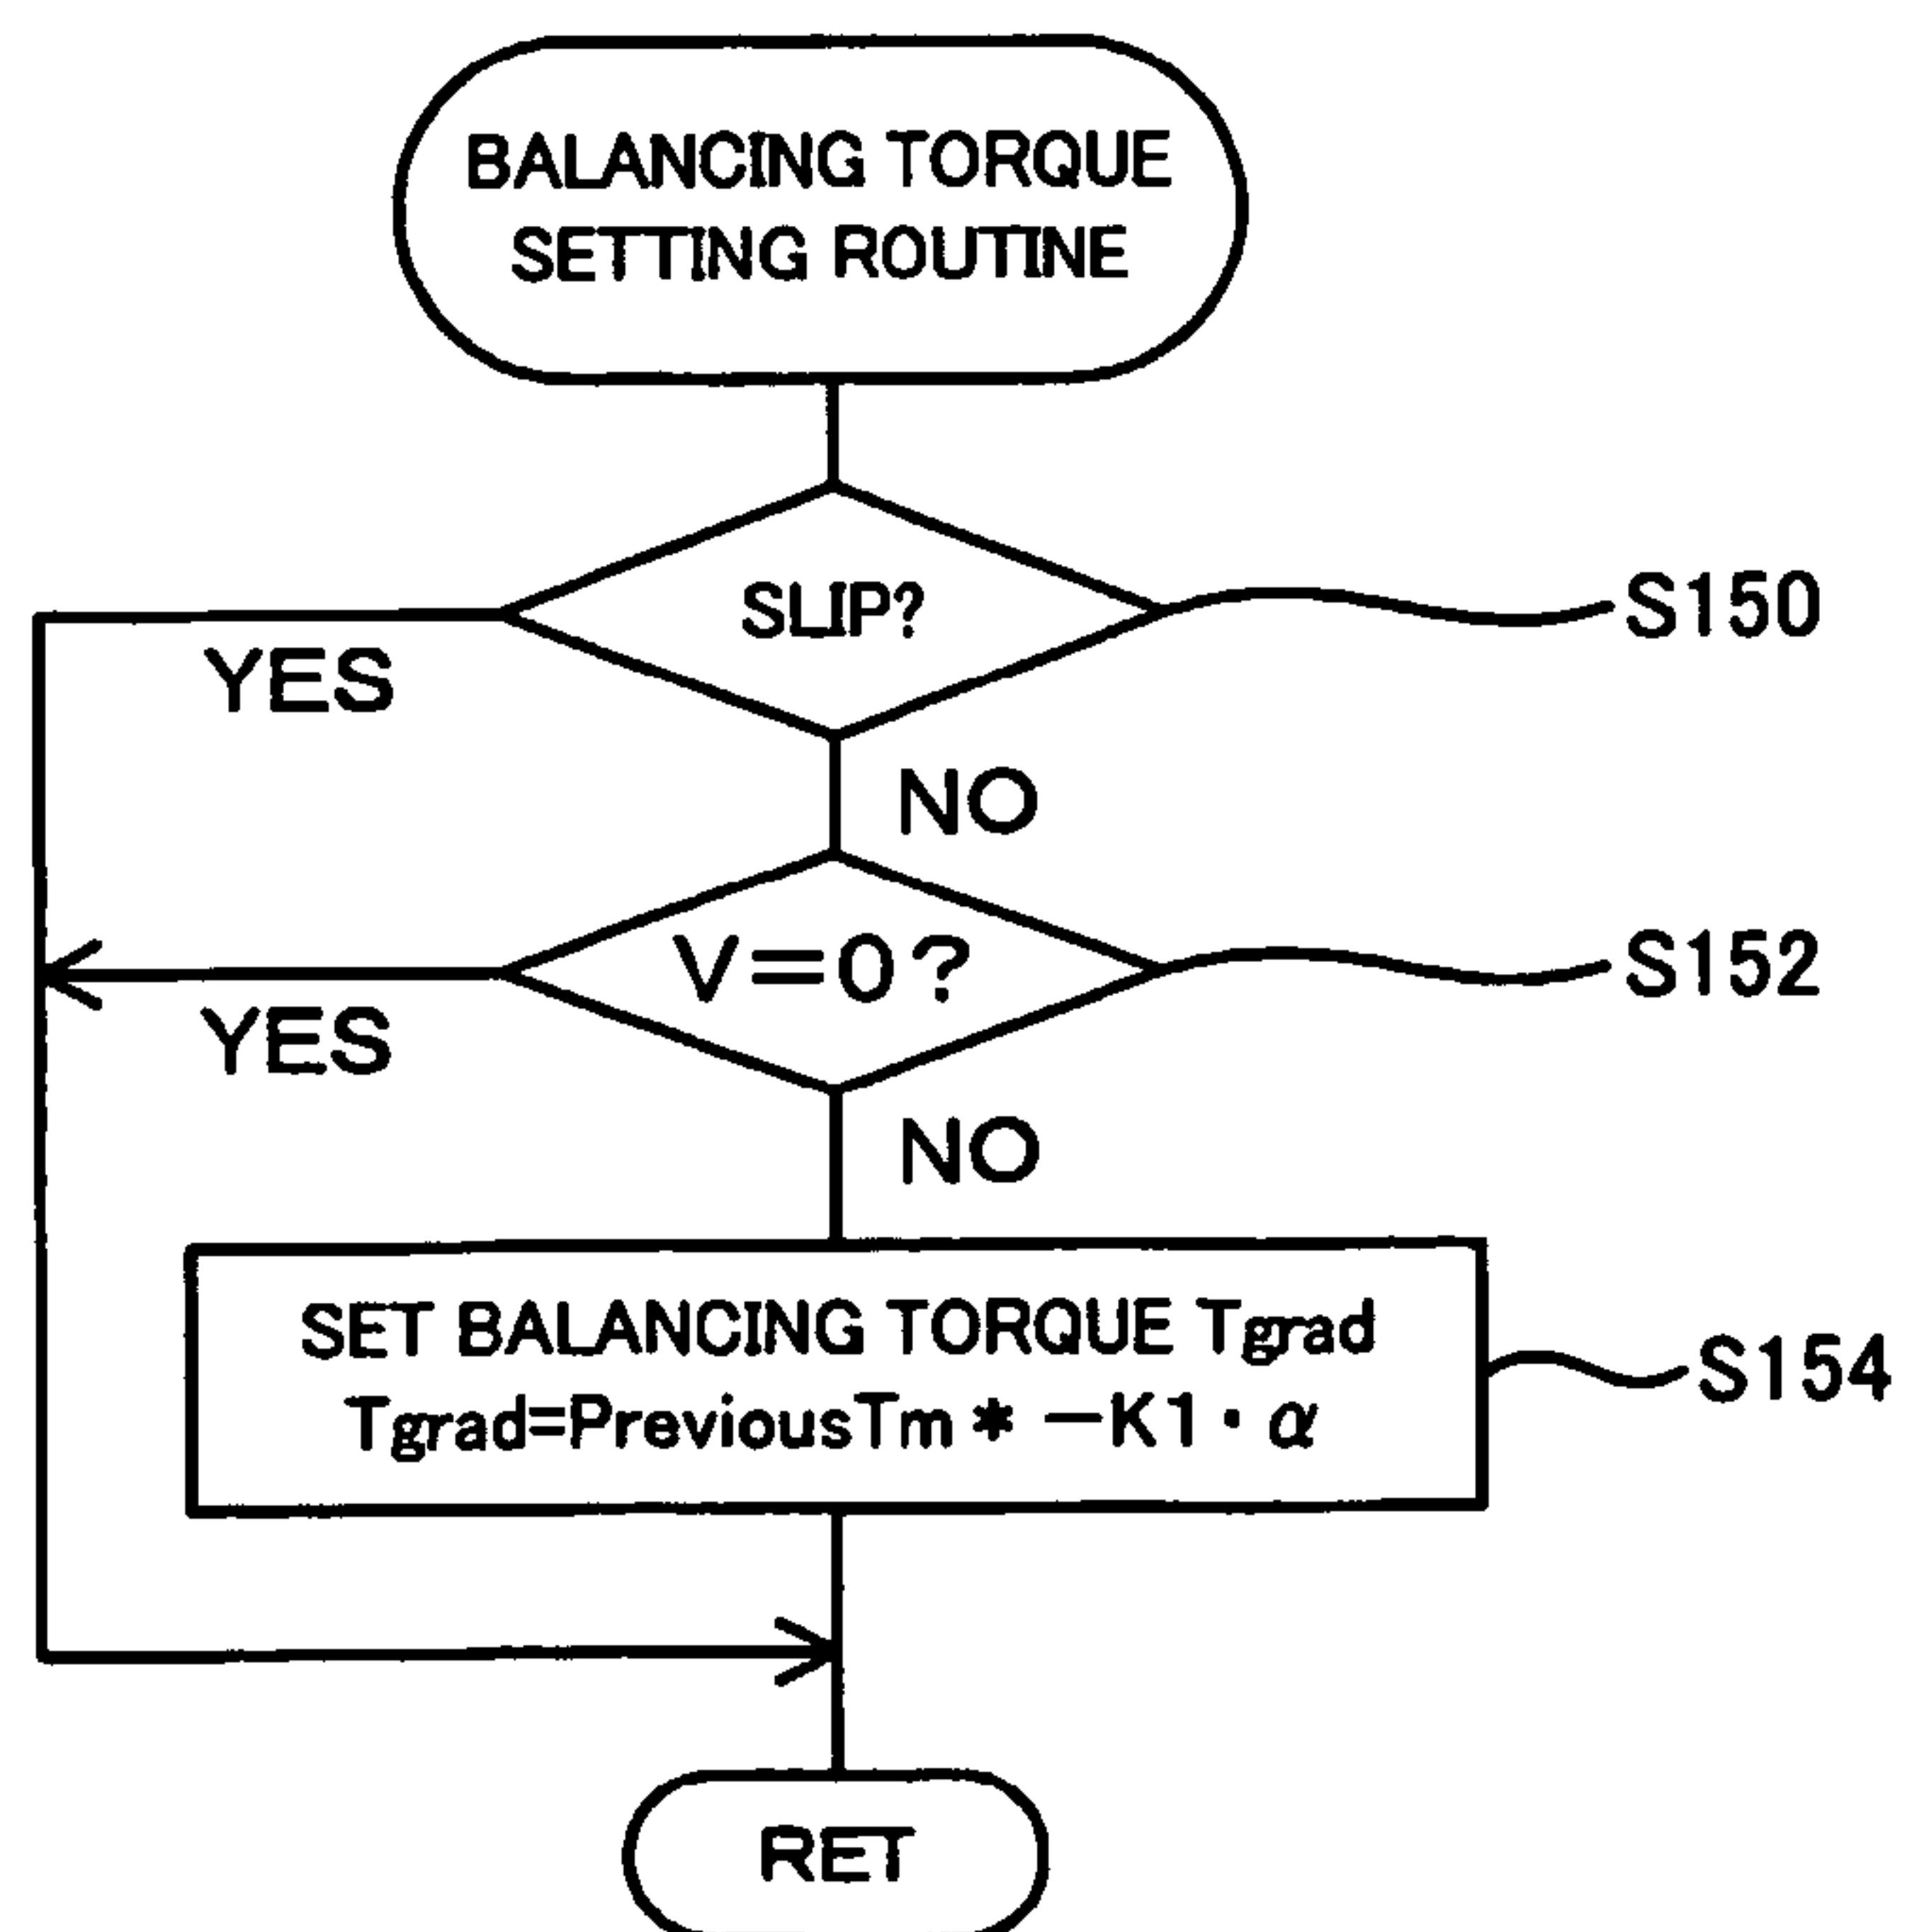 BALANCING TORQUE
SETTING ROUTINE
SLIP?
S150
YES
NO
V=0?
S152
YES
NO
SET BALANCING TORQUE Tgrad
Tgrad=PreviousTm*−K1・α
S154
RET